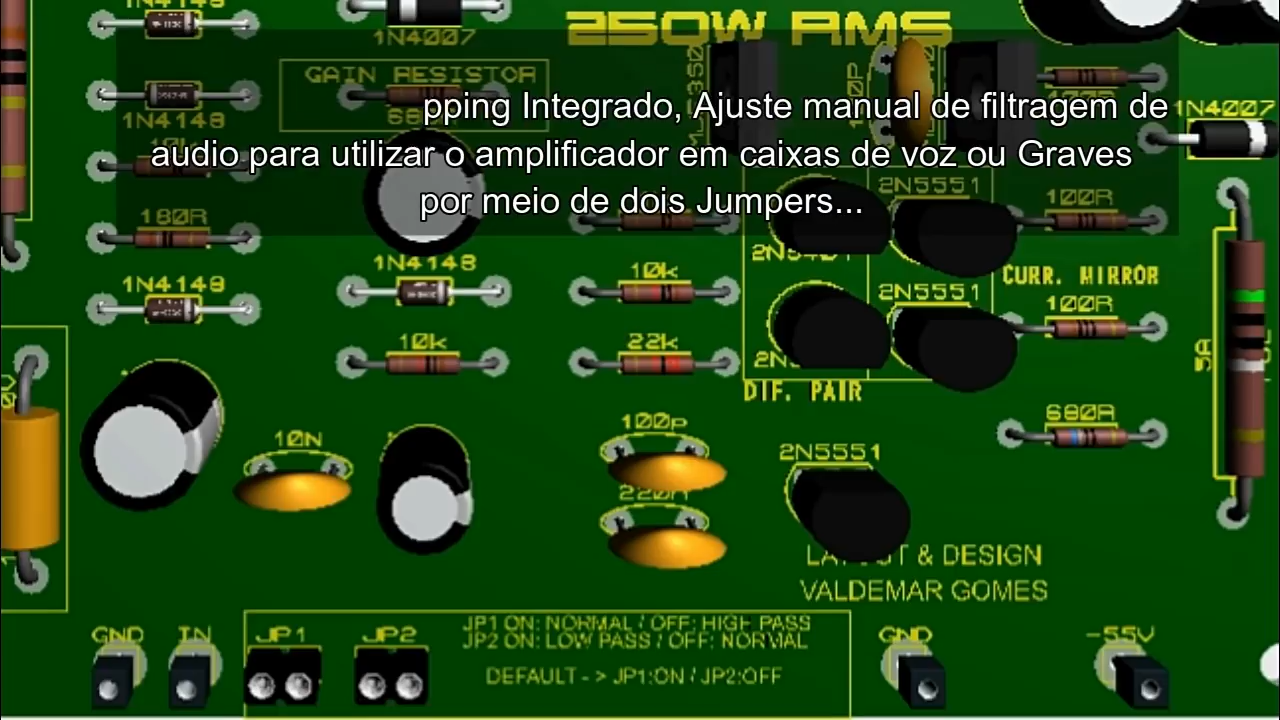 250W RMS
1N4007
GAIN RESISTOR
1N4148
pping Integrado, Ajuste manual de filtragem de
audio para utilizar o amplificador em caixas de voz ou Graves
por meio de dois Jumpers...
1N4007
2N5551
180R
100R
1N4148
1N4148
10k
2N5551
CURR. MIRROR
100R
10k
22k
5A
DIF. PAIR
680R
100p
10N
2N5551
LAYOUT & DESIGN
VALDEMAR GOMES
JP1 ON: NORMAL / OFF: HIGH PASS
JP2 ON: LOW PASS / OFF: NORMAL
DEFAULT -> JP1:ON / JP2:OFF
GND
IN
JP1
JP2
GND
-55V